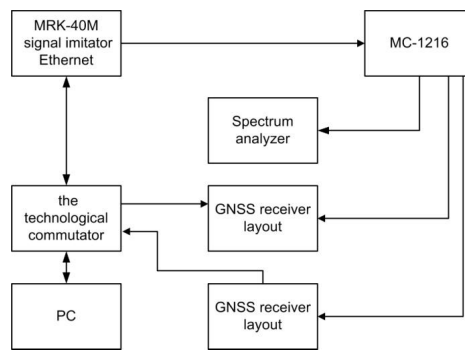 MRK-40M
signal imitator
Ethernet
MC-1216
Spectrum
analyzer
the
technological
commutator
GNSS receiver
layout
PC
GNSS receiver
layout